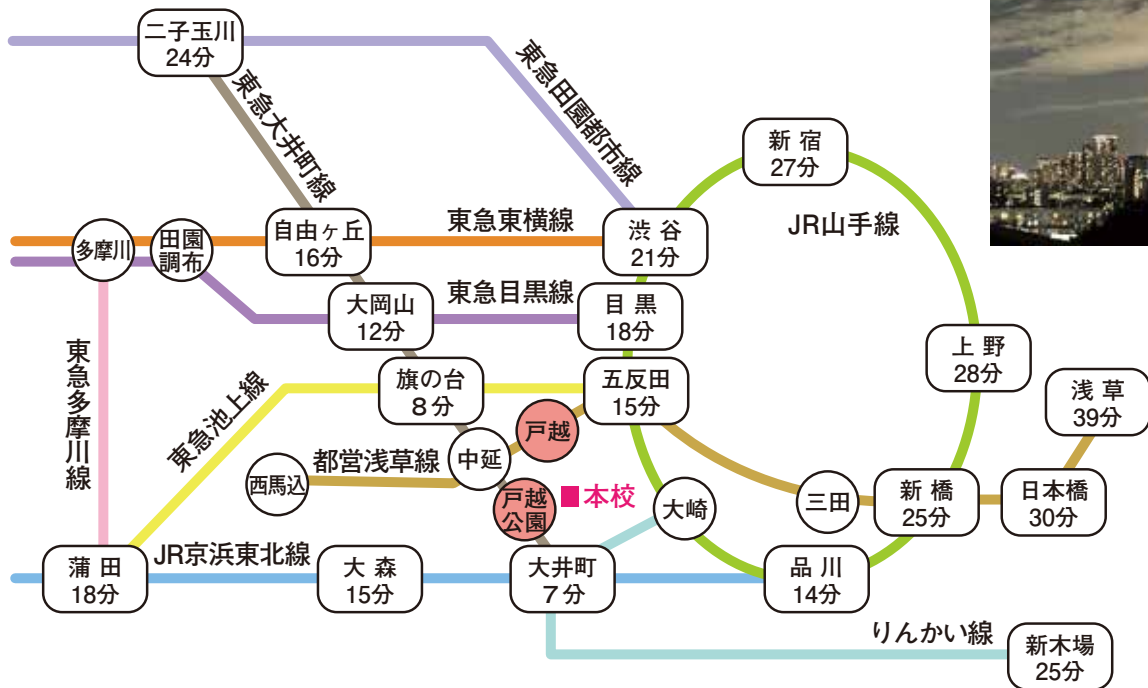 二子玉川
24分
東急大井町線
東急田園都市線
新宿
27分
JR山手線
多摩川
田園
調布
自由ヶ丘
16分
東急東横線
渋谷
21分
大岡山
12分
東急目黒線
目黒
18分
上野
28分
東急多摩川線
東急池上線
旗の台
8分
五反田
15分
浅草
39分
戸越
西馬込
都営浅草線
中延
戸越
公園
■本校
大崎
三田
新橋
25分
日本橋
30分
蒲田
18分
JR京浜東北線
大森
15分
大井町
7分
品川
14分
りんかい線
新木場
25分